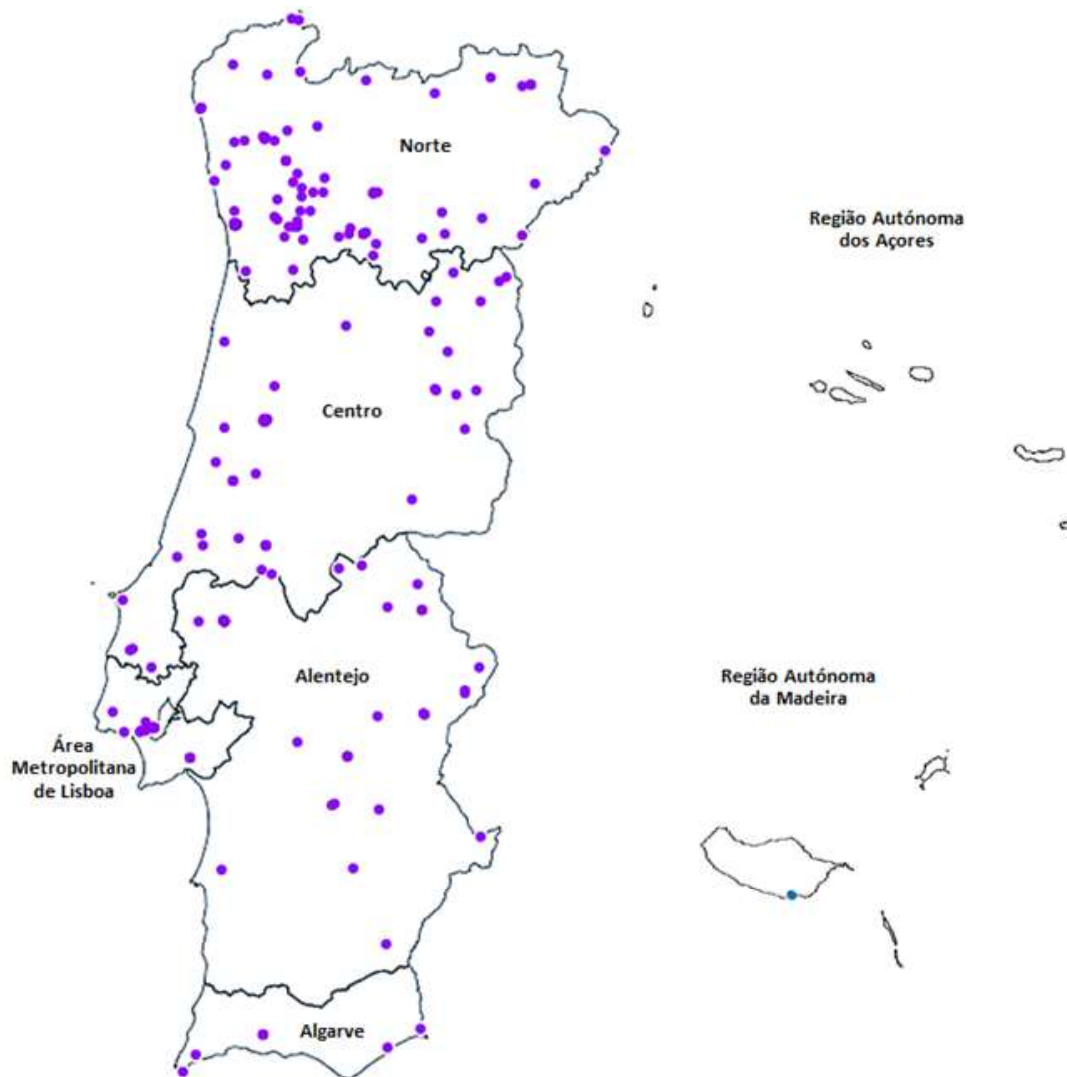 Norte
Região Autónoma
dos Açores
Centro
Alentejo
Região Autónoma
da Madeira
Área
Metropolitana
de Lisboa
Algarve